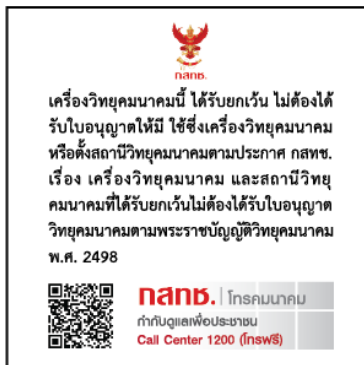 กสทช.
เครื่องวิทยุคมนาคมนี้ ได้รับยกเว้น ไม่ต้องได้
รับใบอนุญาตให้มี ใช้ซึ่งเครื่องวิทยุคมนาคม
หรือตั้งสถานีวิทยุคมนาคมตามประกาศ กสทช.
เรื่อง เครื่องวิทยุคมนาคม และสถานีวิทยุ
คมนาคมที่ได้รับยกเว้นไม่ต้องได้รับใบอนุญาต
วิทยุคมนาคมตามพระราชบัญญัติวิทยุคมนาคม
พ.ศ. 2498
กสทช. | โทรคมนาคม
กำกับดูแลเพื่อประชาชน
Call Center 1200 (โทรฟรี)